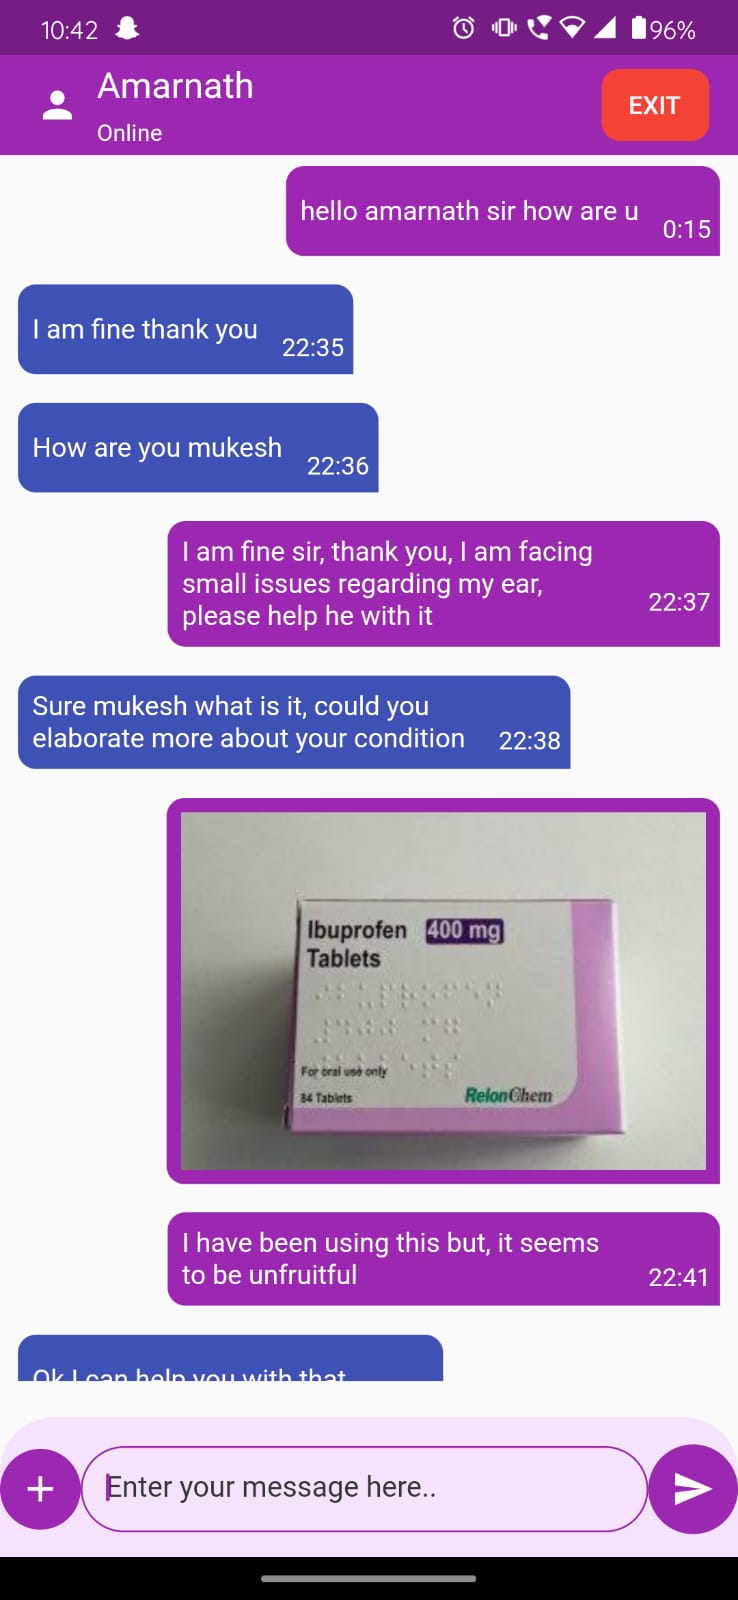 10:42 96%
Amarnath
Online
EXIT
hello amarnath sir how are u 0:15
I am fine thank you 22:35
How are you mukesh 22:36
I am fine sir, thank you, I am facing
small issues regarding my ear,
please help he with it 22:37
Sure mukesh what is it, could you
elaborate more about your condition 22:38
Ibuprofen 400 mg
Tablets
For oral use only
84 Tablets RelonChem
I have been using this but, it seems
to be unfruitful 22:41
Ok I can help you with that
Enter your message here..